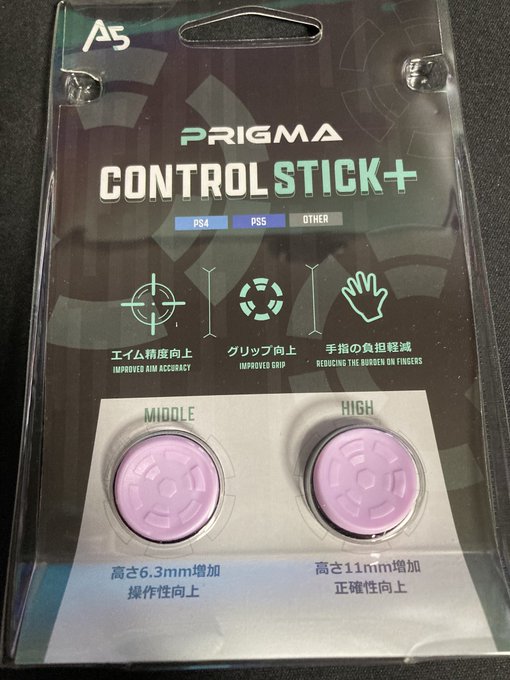 A5
PRIGMA
CONTROL STICK+
PS4 PS5 OTHER
エイム精度向上
IMPROVED AIM ACCURACY
グリップ向上
IMPROVED GRIP
手指の負担軽減
REDUCING THE BURDEN ON FINGERS
MIDDLE
HIGH
高さ6.3mm増加
操作性向上
高さ11mm増加
正確性向上